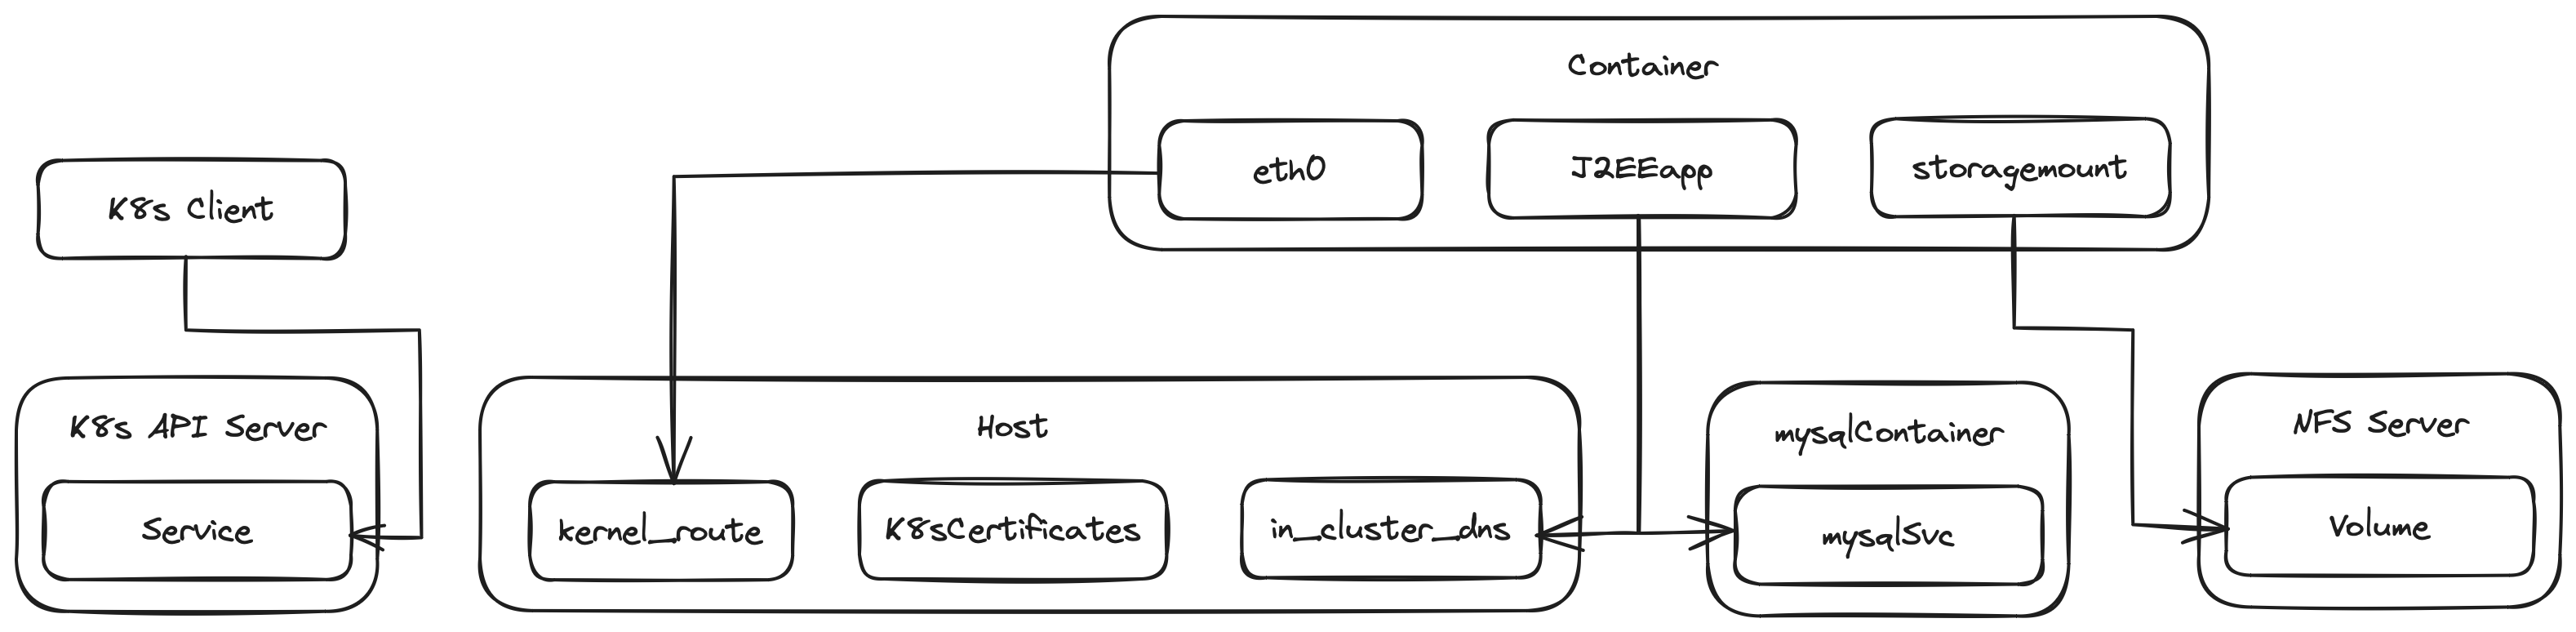 Container
eth0
J2EEapp
storagemount
K8s Client
K8s API Server
Service
Host
kernel_route
K8sCertificates
in_cluster_dns
mysqlContainer
mysqlSvc
NFS Server
Volume